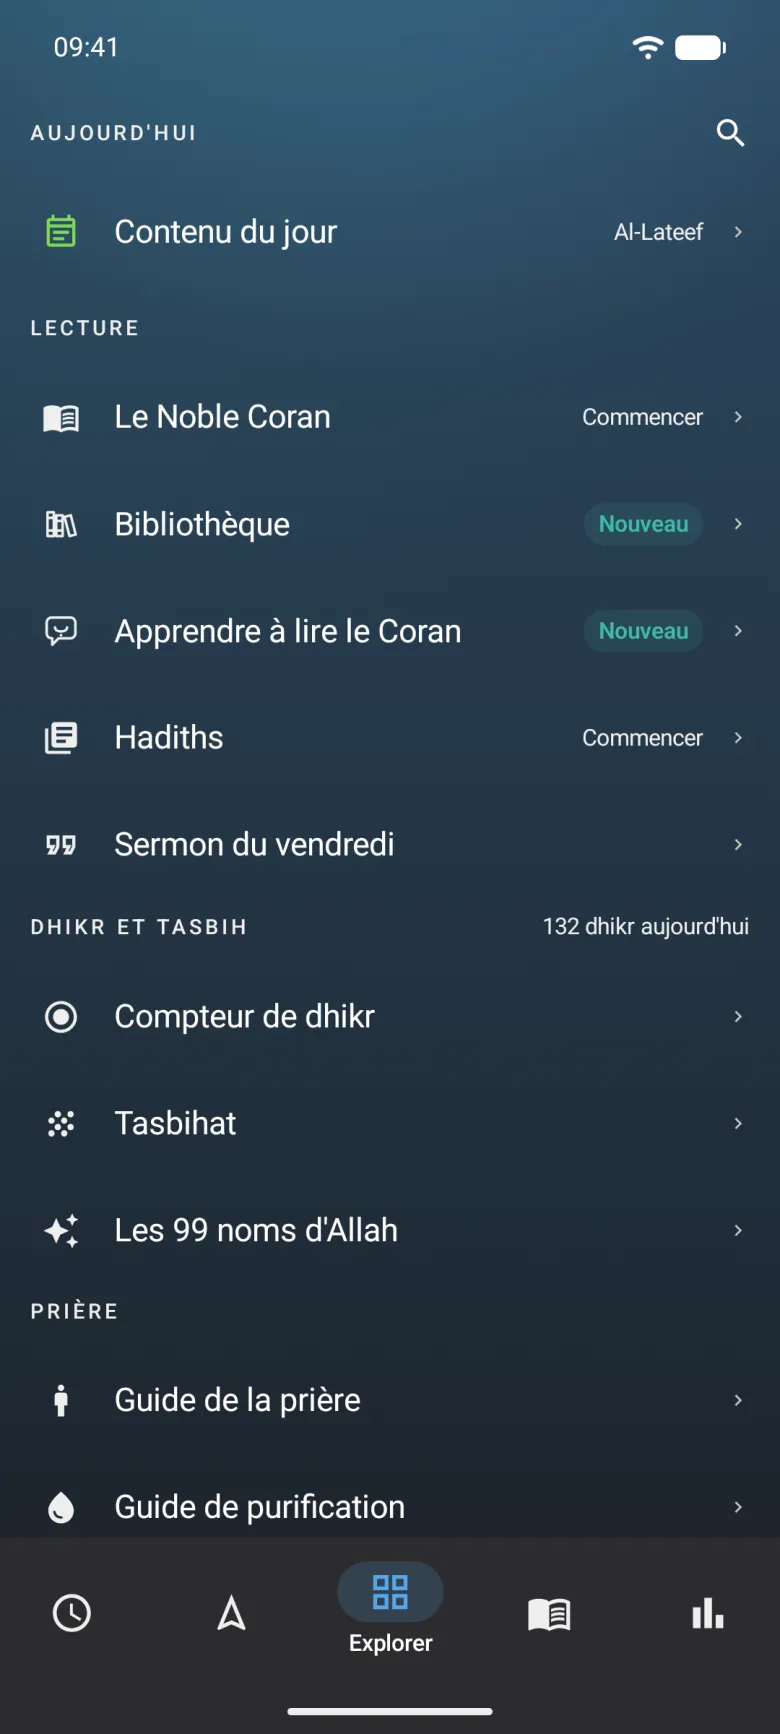 09:41
AUJOURD'HUI
Contenu du jour Al-Lateef
LECTURE
Le Noble Coran Commencer
Bibliothèque Nouveau
Apprendre à lire le Coran Nouveau
Hadiths Commencer
Sermon du vendredi
DHIKR ET TASBIH 132 dhikr aujourd'hui
Compteur de dhikr
Tasbihat
Les 99 noms d'Allah
PRIÈRE
Guide de la prière
Guide de purification
Explorer